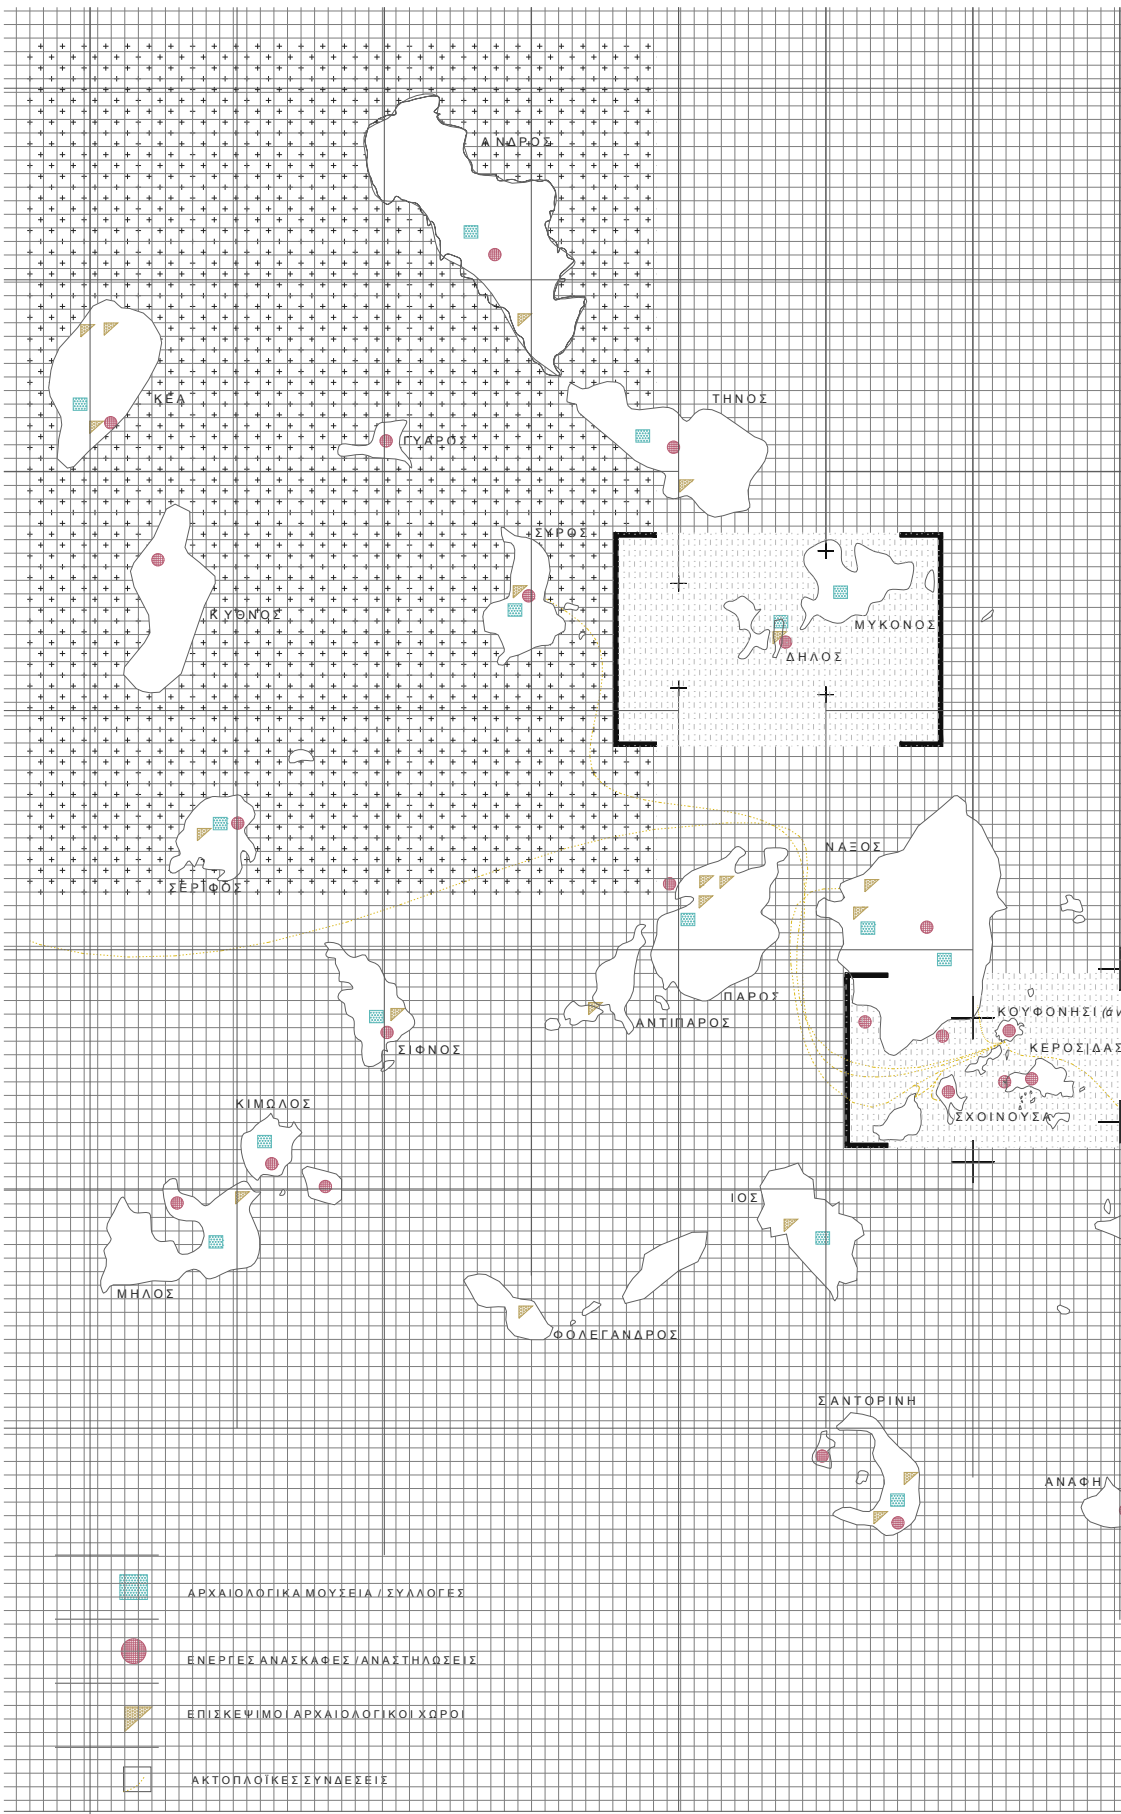 ΑΝΔΡΟΣ
ΚΕΑ
ΤΗΝΟΣ
ΓΥΑΡΟΣ
ΣΥΡΟΣ
ΚΥΘΝΟΣ
ΜΥΚΟΝΟΣ
ΔΗΛΟΣ
ΝΑΞΟΣ
ΣΕΡΙΦΟΣ
ΠΑΡΟΣ
ΚΟΥΦΟΝΗΣΙ
ΑΝΤΙΠΑΡΟΣ
ΣΙΦΝΟΣ
ΚΕΡΟΣ|ΔΑΣ
ΚΙΜΩΛΟΣ
ΣΧΟΙΝΟΥΣΑ
ΙΟΣ
ΜΗΛΟΣ
ΦΟΛΕΓΑΝΔΡΟΣ
ΣΑΝΤΟΡΙΝΗ
ΑΝΑΦΗ
ΑΡΧΑΙΟΛΟΓΙΚΑ ΜΟΥΣΕΙΑ / ΣΥΛΛΟΓΕΣ
ΕΝΕΡΓΕΣ ΑΝΑΣΚΑΦΕΣ /ΑΝΑΣΤΗΛΩΣΕΙΣ
ΕΠΙΣΚΕΨΙΜΟΙ ΑΡΧΑΙΟΛΟΓΙΚΟΙ ΧΩΡΟΙ
ΑΚΤΟΠΛΟΪΚΕΣ ΣΥΝΔΕΣΕΙΣ